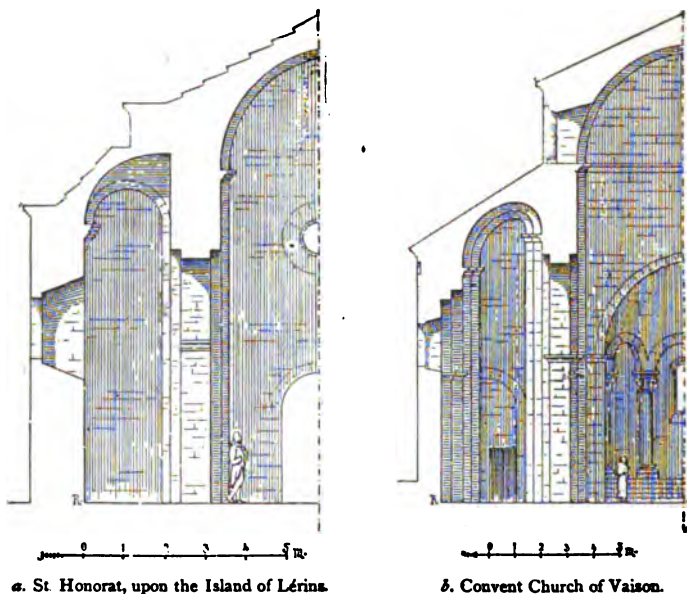 R.
R.
0 1 2 3 4 5 m.
0 1 2 3 4 5 m.
a. St. Honorat, upon the Island of Lérins.
b. Convent Church of Vaison.